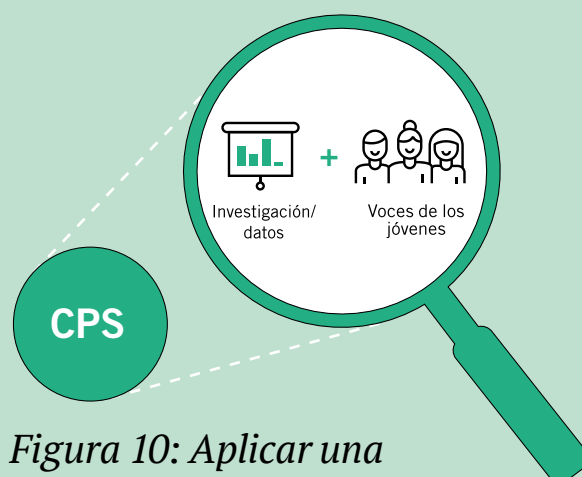 +
Investigación/
datos
Voces de los
jóvenes
CPS
Figura 10: Aplicar una